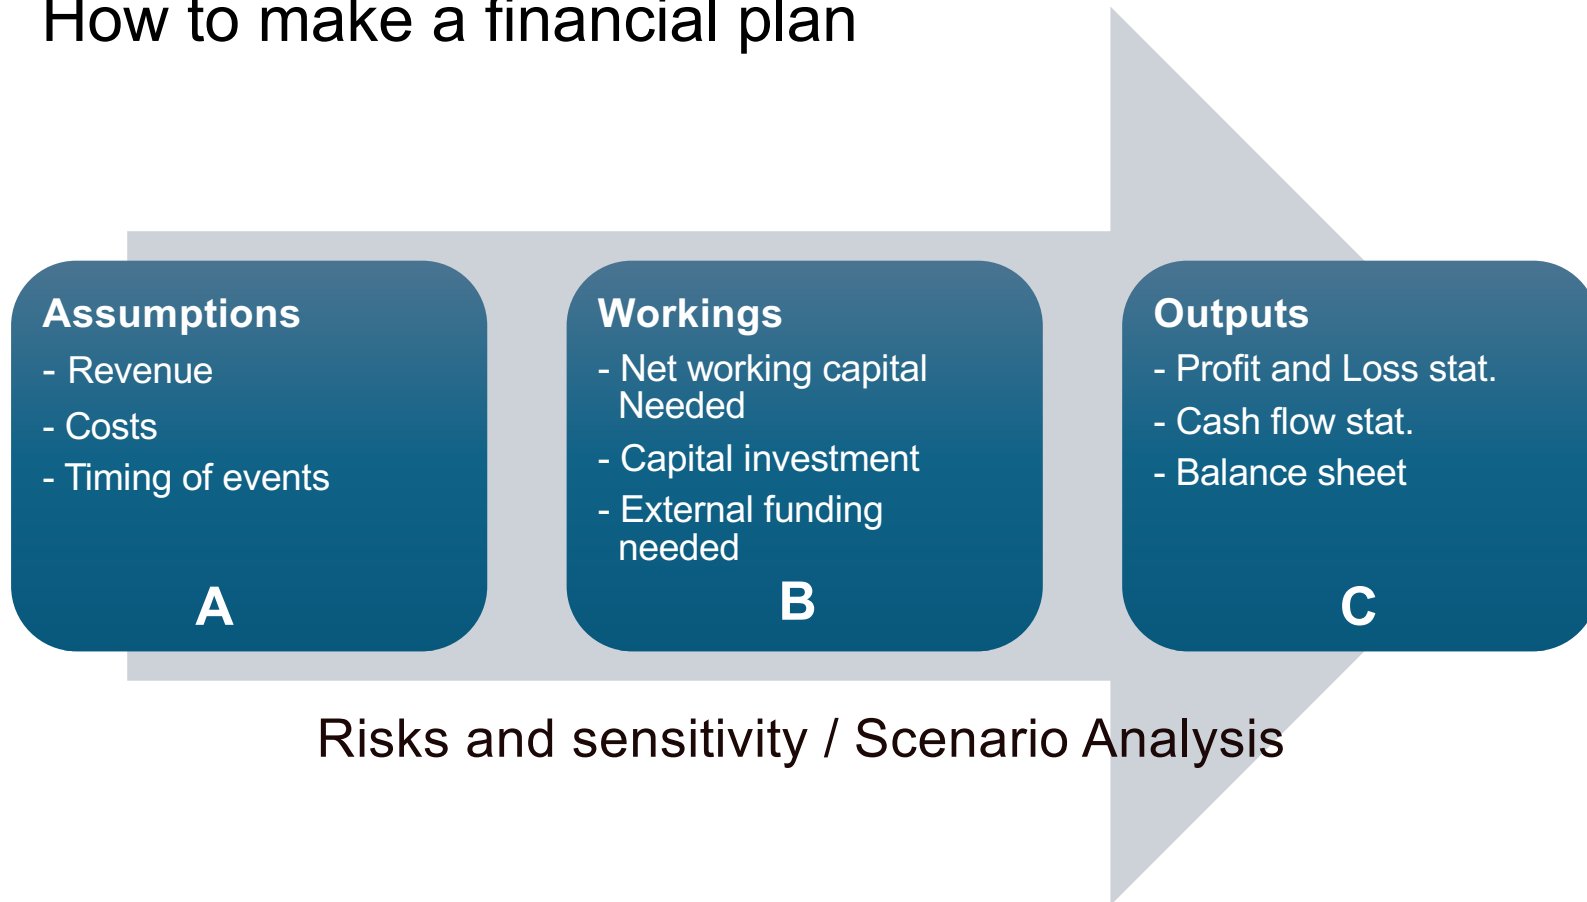 How to make a financial plan
Assumptions
- Revenue
- Costs
- Timing of events
A
Workings
- Net working capital
Needed
- Capital investment
- External funding
needed
B
Outputs
- Profit and Loss stat.
- Cash flow stat.
- Balance sheet
C
Risks and sensitivity / Scenario Analysis